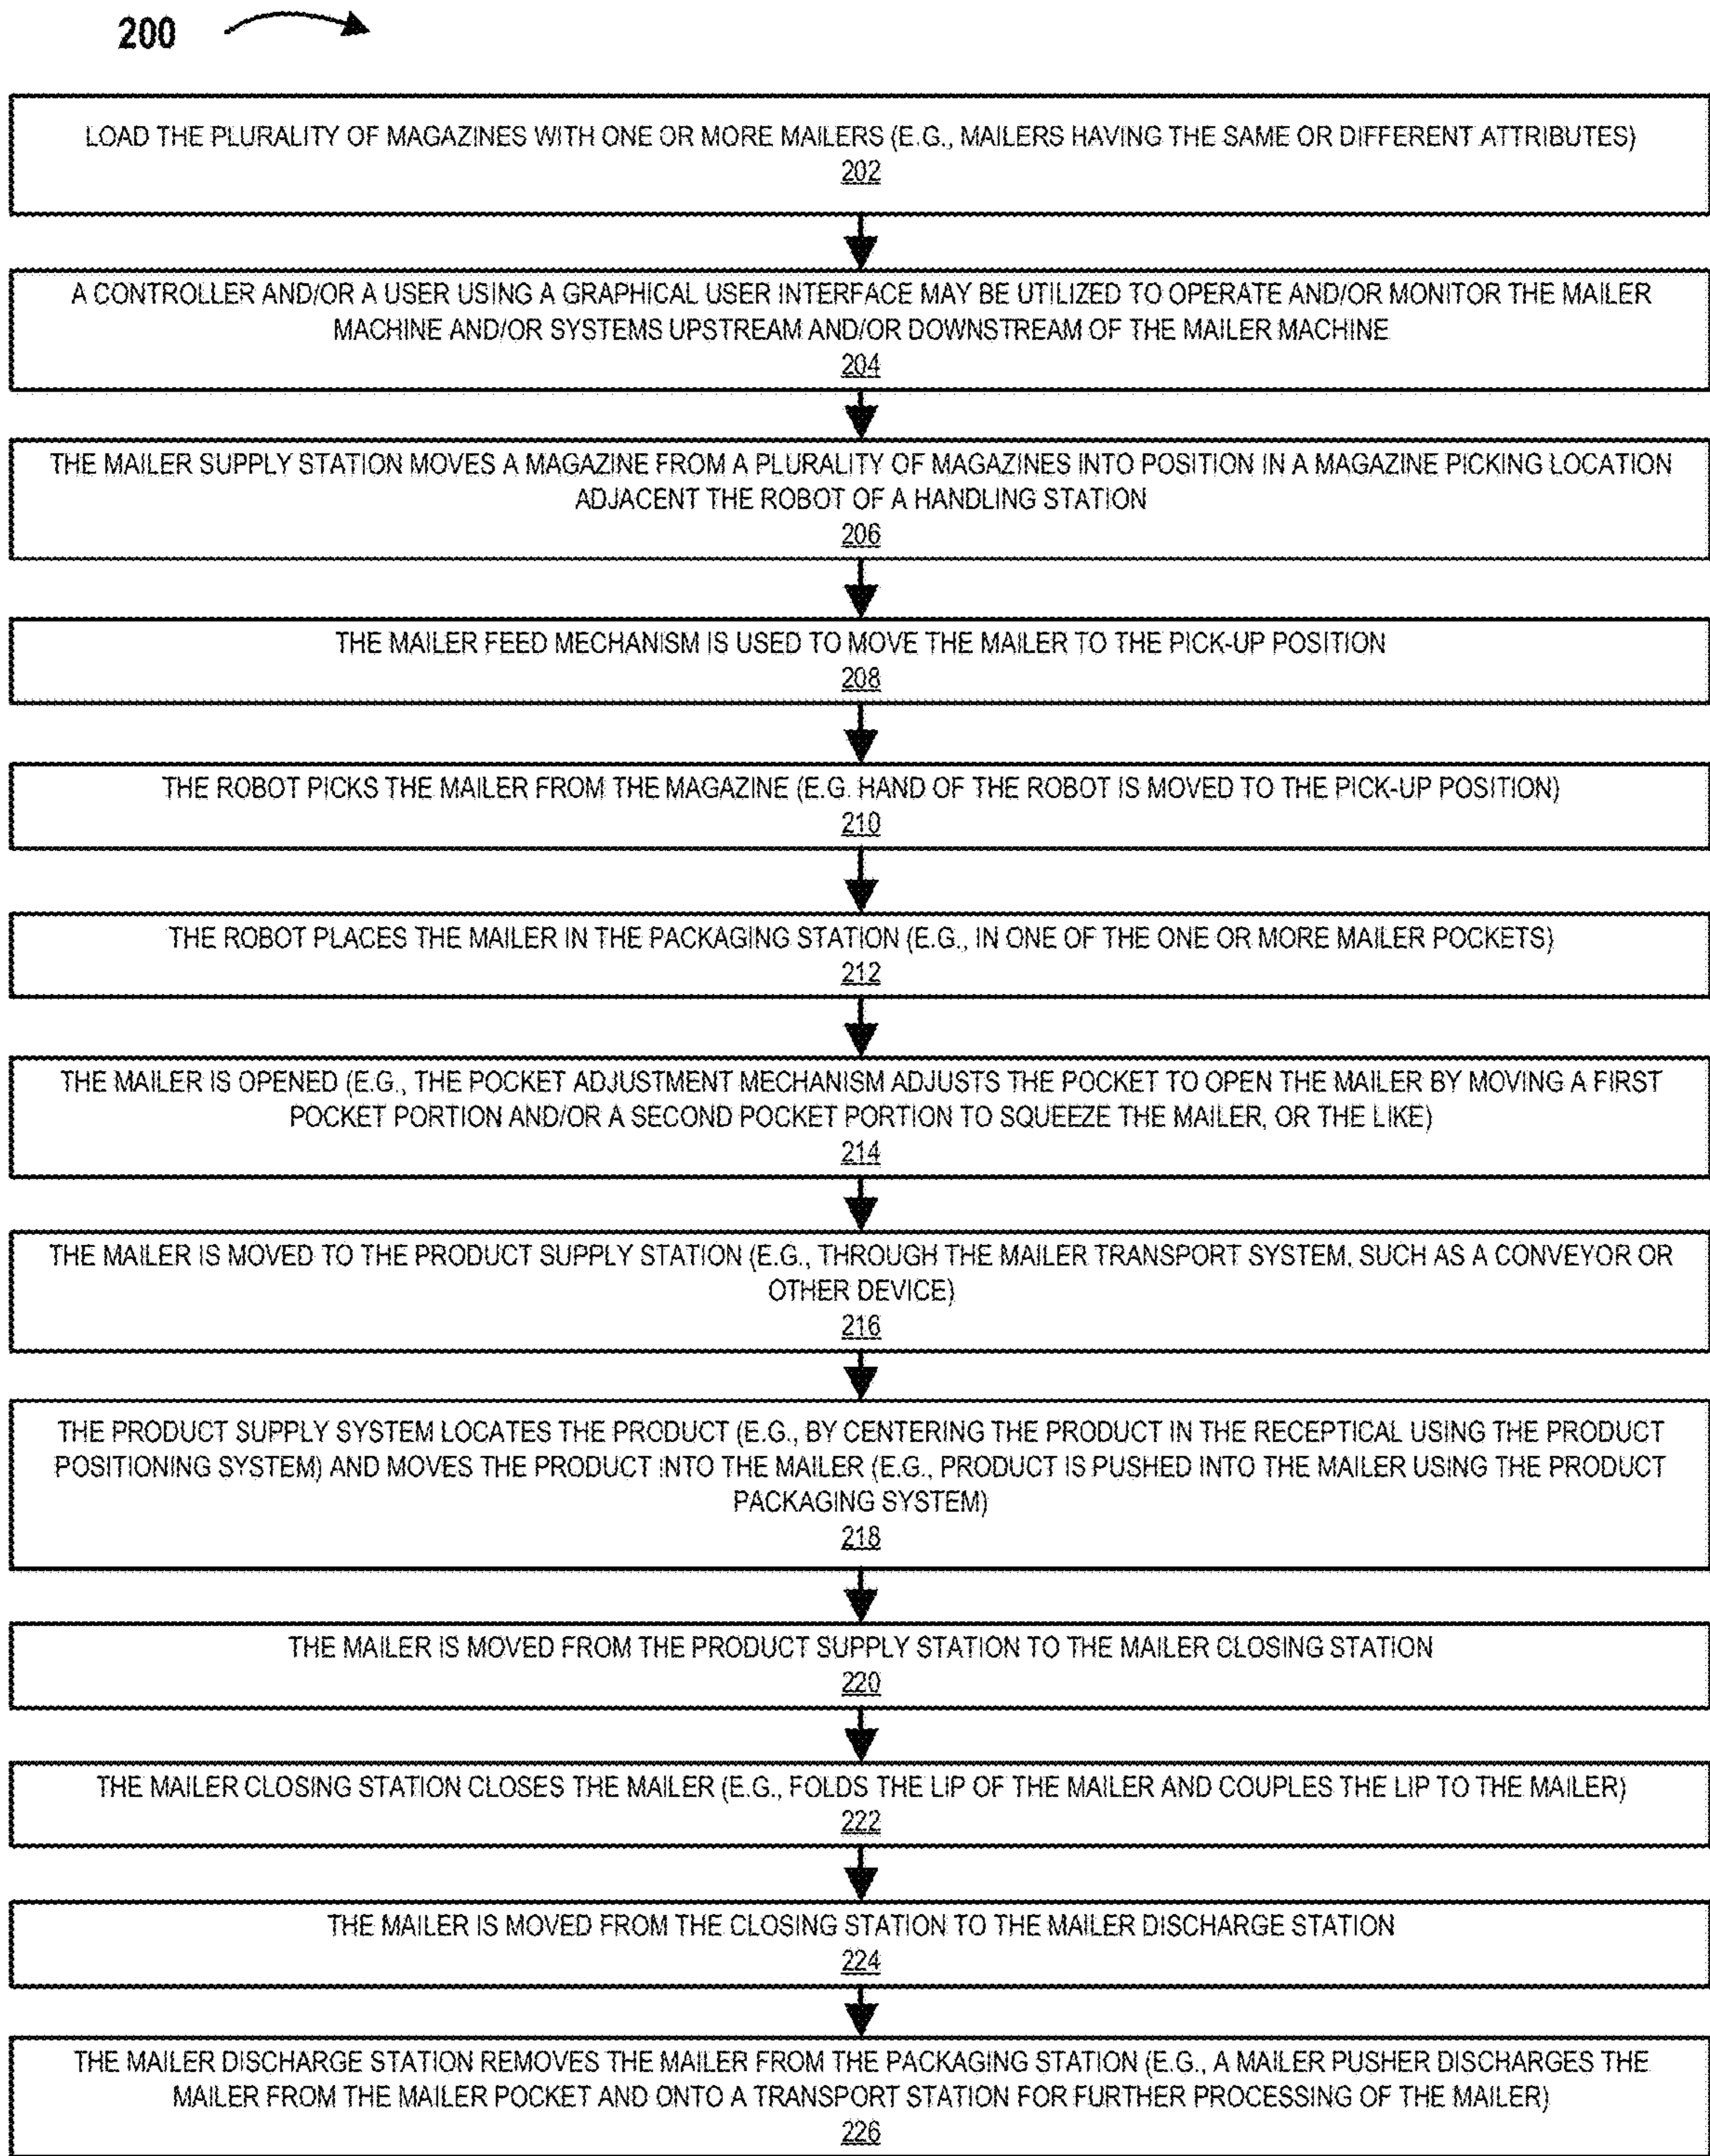 200
LOAD THE PLURALITY OF MAGAZINES WITH ONE OR MORE MAILERS (E.G., MAILERS HAVING THE SAME OR DIFFERENT ATTRIBUTES)
202
A CONTROLLER AND/OR A USER USING A GRAPHICAL USER INTERFACE MAY BE UTILIZED TO OPERATE AND/OR MONITOR THE MAILER
MACHINE AND/OR SYSTEMS UPSTREAM AND/OR DOWNSTREAM OF THE MAILER MACHINE
204
THE MAILER SUPPLY STATION MOVES A MAGAZINE FROM A PLURALITY OF MAGAZINES INTO POSITION IN A MAGAZINE PICKING LOCATION
ADJACENT THE ROBOT OF A HANDLING STATION
206
THE MAILER FEED MECHANISM IS USED TO MOVE THE MAILER TO THE PICK-UP POSITION
208
THE ROBOT PICKS THE MAILER FROM THE MAGAZINE (E.G. HAND OF THE ROBOT IS MOVED TO THE PICK-UP POSITION)
210
THE ROBOT PLACES THE MAILER IN THE PACKAGING STATION (E.G., IN ONE OF THE ONE OR MORE MAILER POCKETS)
212
THE MAILER IS OPENED (E.G., THE POCKET ADJUSTMENT MECHANISM ADJUSTS THE POCKET TO OPEN THE MAILER BY MOVING A FIRST
POCKET PORTION AND/OR A SECOND POCKET PORTION TO SQUEEZE THE MAILER, OR THE LIKE)
214
THE MAILER IS MOVED TO THE PRODUCT SUPPLY STATION (E.G., THROUGH THE MAILER TRANSPORT SYSTEM, SUCH AS A CONVEYOR OR
OTHER DEVICE)
216
THE PRODUCT SUPPLY SYSTEM LOCATES THE PRODUCT (E.G., BY CENTERING THE PRODUCT IN THE RECEPTICAL USING THE PRODUCT
POSITIONING SYSTEM) AND MOVES THE PRODUCT INTO THE MAILER (E.G., PRODUCT IS PUSHED INTO THE MAILER USING THE PRODUCT
PACKAGING SYSTEM)
218
THE MAILER IS MOVED FROM THE PRODUCT SUPPLY STATION TO THE MAILER CLOSING STATION
220
THE MAILER CLOSING STATION CLOSES THE MAILER (E.G., FOLDS THE LIP OF THE MAILER AND COUPLES THE LIP TO THE MAILER)
222
THE MAILER IS MOVED FROM THE CLOSING STATION TO THE MAILER DISCHARGE STATION
224
THE MAILER DISCHARGE STATION REMOVES THE MAILER FROM THE PACKAGING STATION (E.G., A MAILER PUSHER DISCHARGES THE
MAILER FROM THE MAILER POCKET AND ONTO A TRANSPORT STATION FOR FURTHER PROCESSING OF THE MAILER)
226